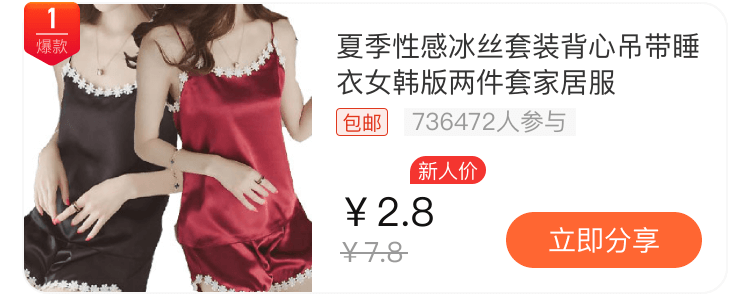 1
爆款
夏季性感冰丝套装背心吊带睡
衣女韩版两件套家居服
包邮 736472人参与
新人价
￥2.8
￥7.8
立即分享